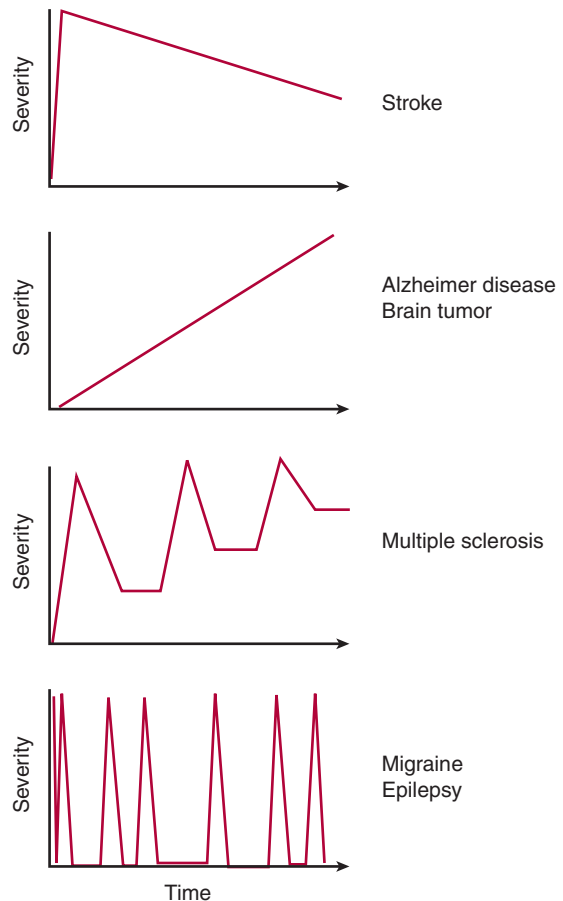 Severity
Stroke
Severity
Alzheimer disease
Brain tumor
Severity
Multiple sclerosis
Severity
Migraine
Epilepsy
Time